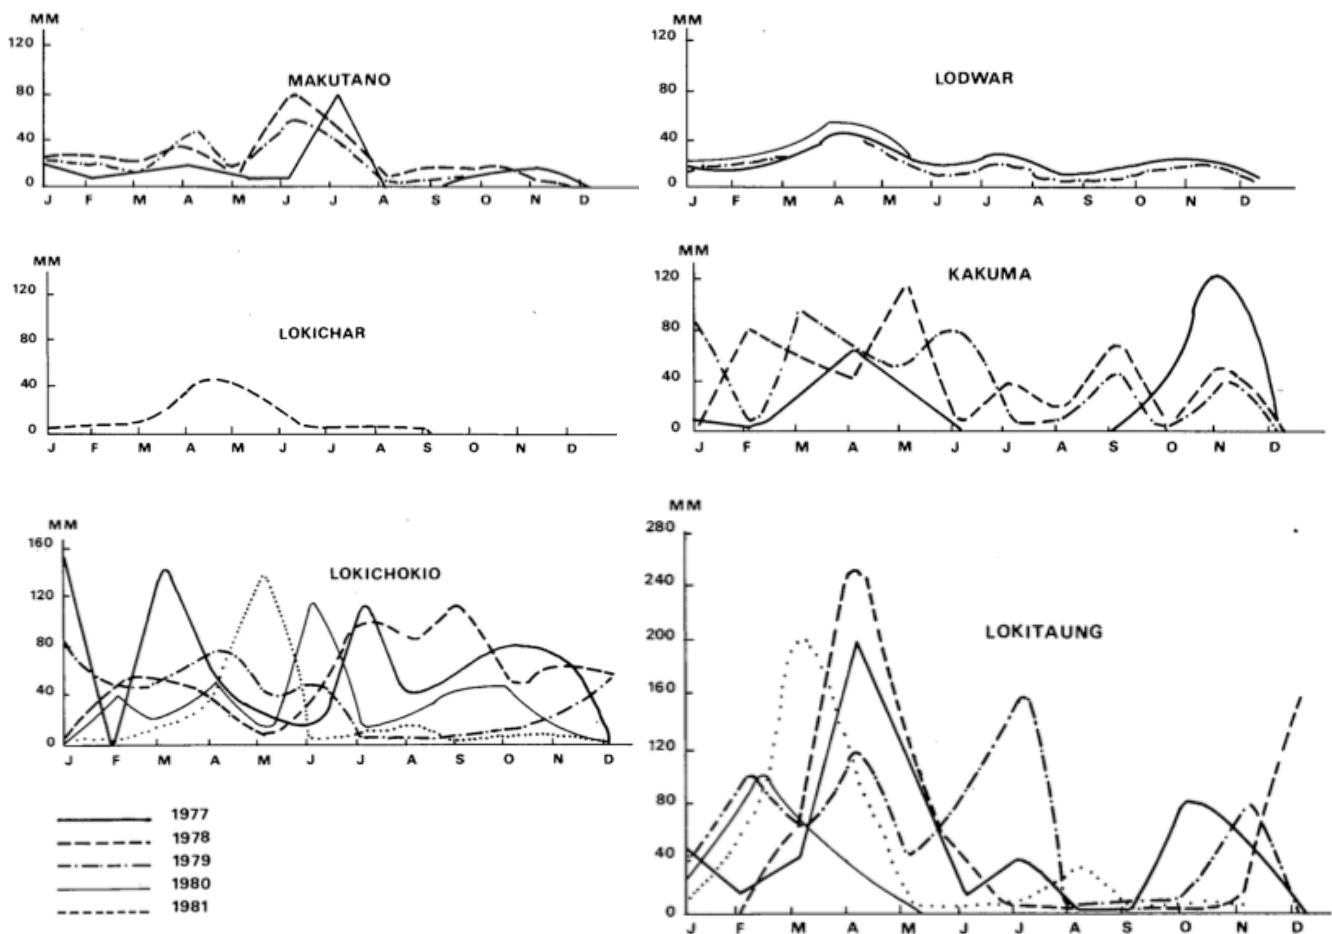 MM
120
80
40
0
MAKUTANO
J F M A M J J A S O N D
MM
120
80
40
0
LODWAR
J F M A M J J A S O N D
MM
120
80
40
0
LOKICHAR
J F M A M J J A S O N D
MM
120
80
40
0
KAKUMA
J F M A M J J A S O N D
MM
160
120
80
40
0
LOKICHOKIO
J F M A M J J A S O N D
1977
1978
1979
1980
1981
MM
280
240
200
160
120
80
40
0
LOKITAUNG
J F M A M J J A S O N D